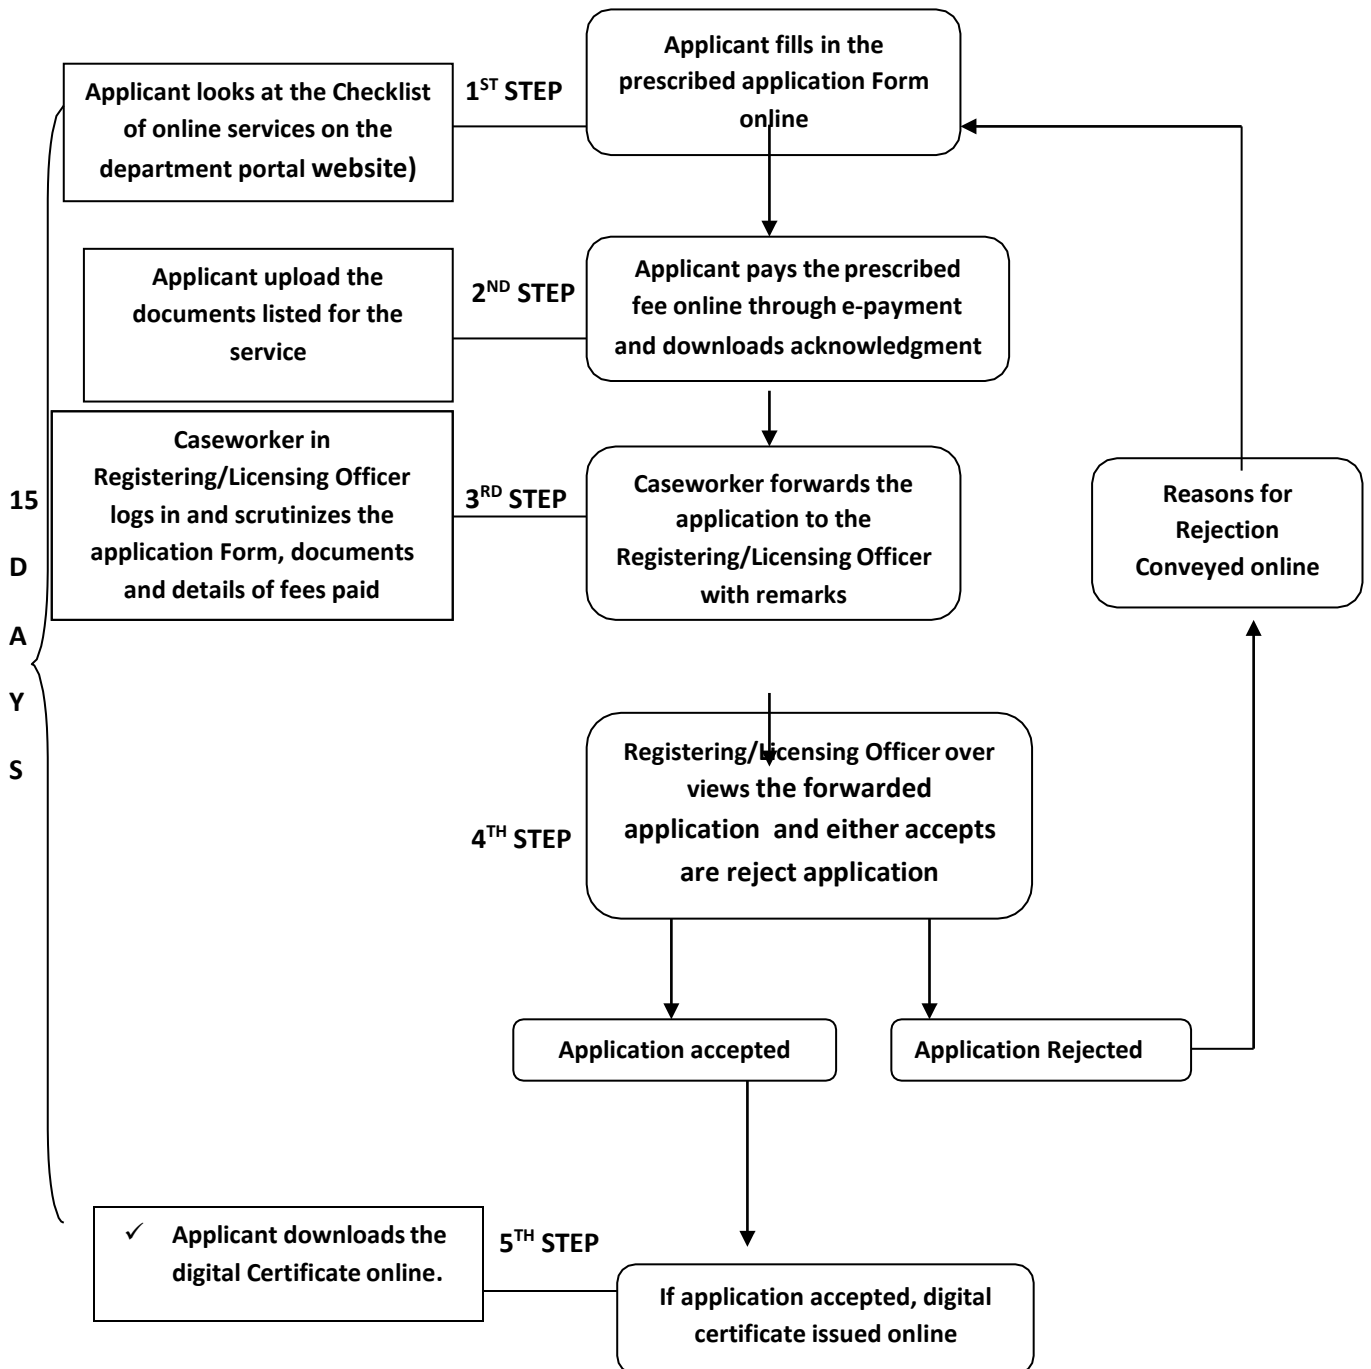 Applicant looks at the Checklist
of online services on the
department portal website)
1ST STEP
Applicant fills in the
prescribed application Form
online
Applicant upload the
documents listed for the
service
2ND STEP
Applicant pays the prescribed
fee online through e-payment
and downloads acknowledgment
Caseworker in
Registering/Licensing Officer
logs in and scrutinizes the
application Form, documents
and details of fees paid
3RD STEP
Caseworker forwards the
application to the
Registering/Licensing Officer
with remarks
Reasons for
Rejection
Conveyed online
15
D
A
Y
S
4TH STEP
Registering/Licensing Officer over
views the forwarded
application and either accepts
are reject application
Application accepted
Application Rejected
✓ Applicant downloads the
digital Certificate online.
5TH STEP
If application accepted, digital
certificate issued online